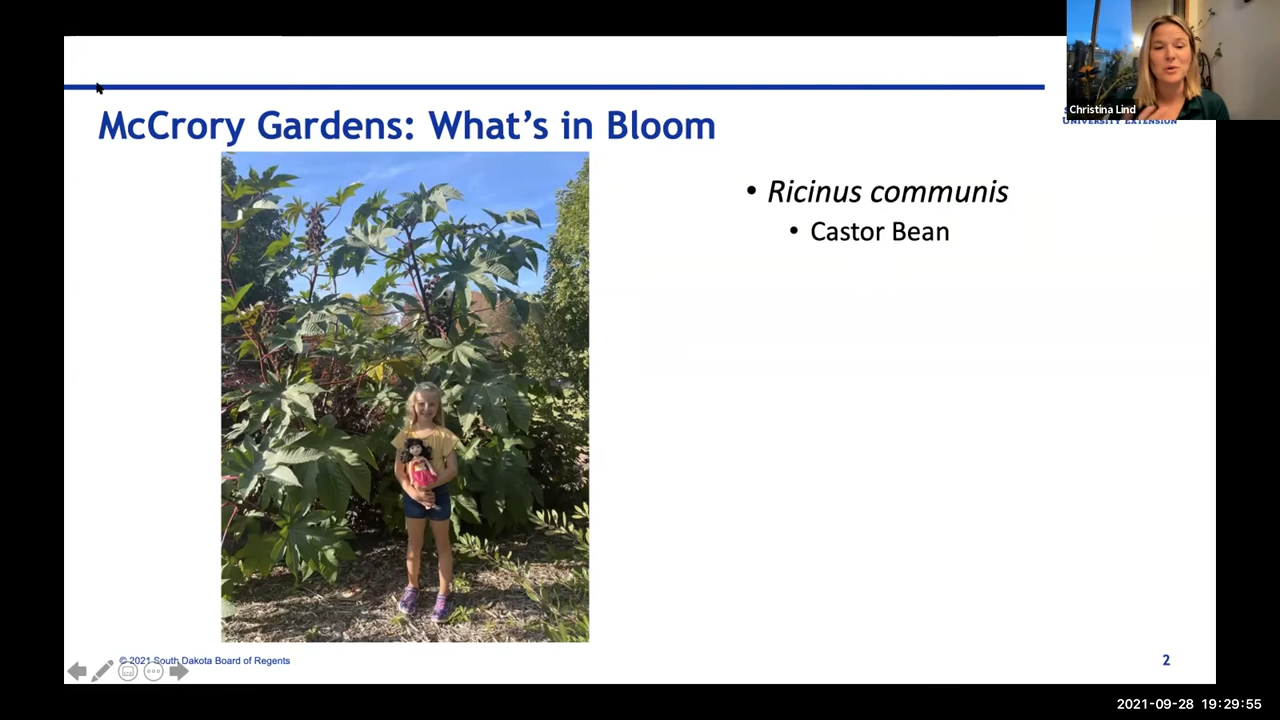 Christina Lind
UNIVERSITY EXTENSION
McCrory Gardens: What's in Bloom
• Ricinus communis
• Castor Bean
© 2021 South Dakota Board of Regents
2
2021-09-28 19:29:55